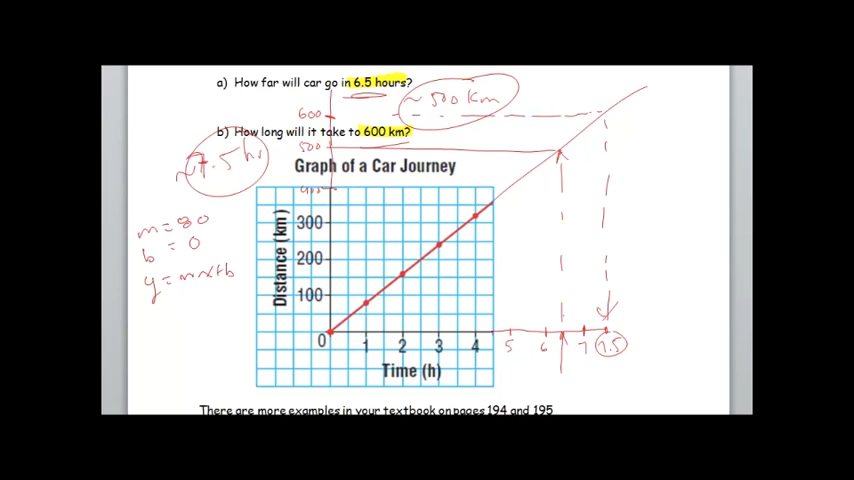 a) How far will car go in 6.5 hours?
~500 Km
600
b) How long will it take to 600 km?
500
~7.5 hr
Graph of a Car Journey
400
m = 80
b = 0
y = mx+b
Distance (km)
300
200
100
0
1 2 3 4 5 6 7 7.5
Time (h)
There are more examples in your textbook on pages 194 and 195